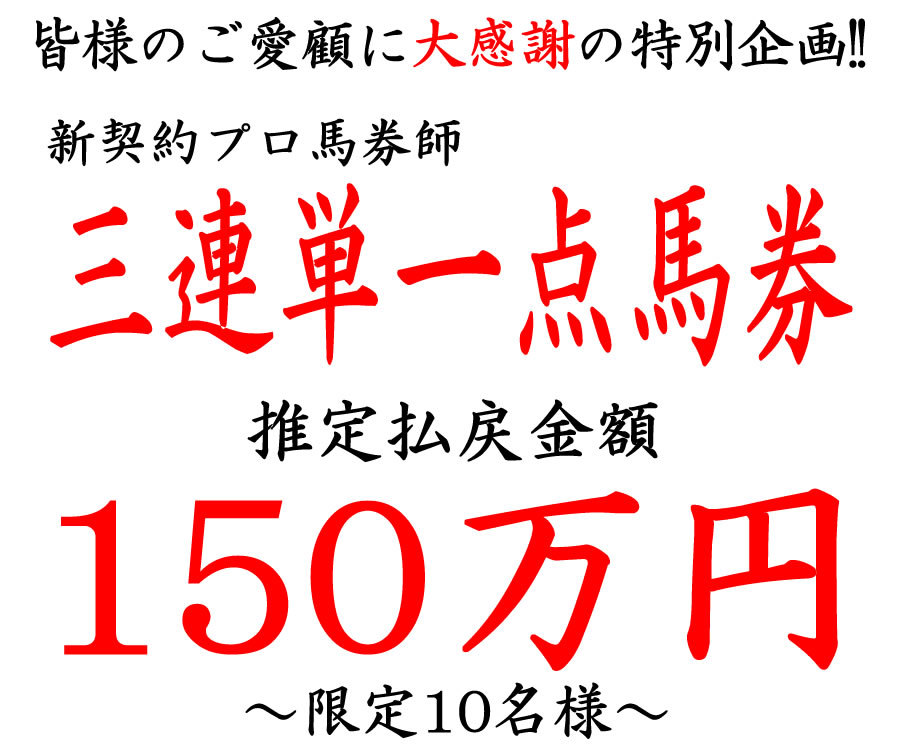 皆様のご愛顧に大感謝の特別企画!!
新契約プロ馬券師
三連単一点馬券
推定払戻金額
150万円
～限定10名様～